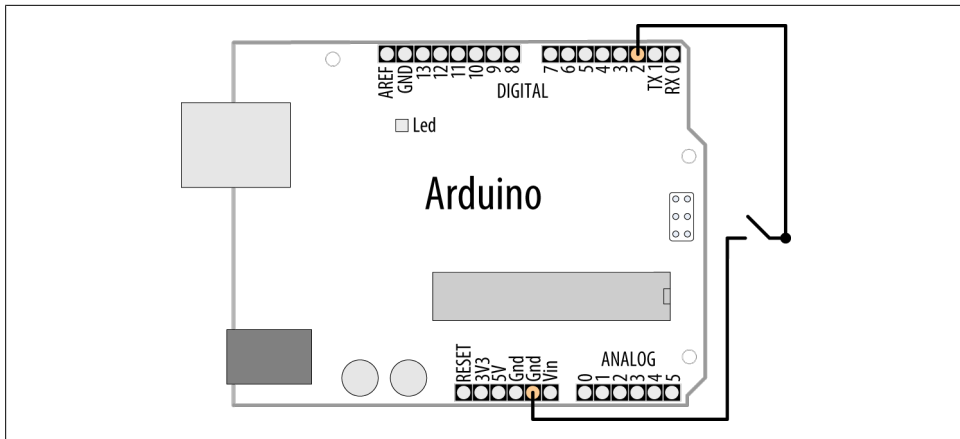 AREF GND 13 12 11 10 9 8 7 6 5 4 3 2 TX 1 RX 0
DIGITAL
Led
Arduino
ANALOG
RESET 3V3 5V Gnd Gnd Vin 0 1 2 3 4 5